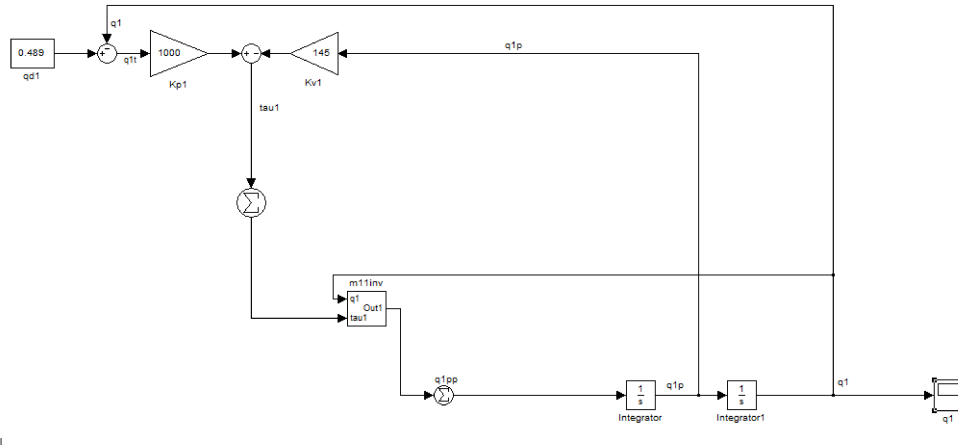 q1
0.489
qd1
q1t
1000
Kp1
145
Kv1
q1p
tau1
m11inv
q1
Out1
tau1
q1pp
1
s
Integrator
q1p
1
s
Integrator1
q1
q1